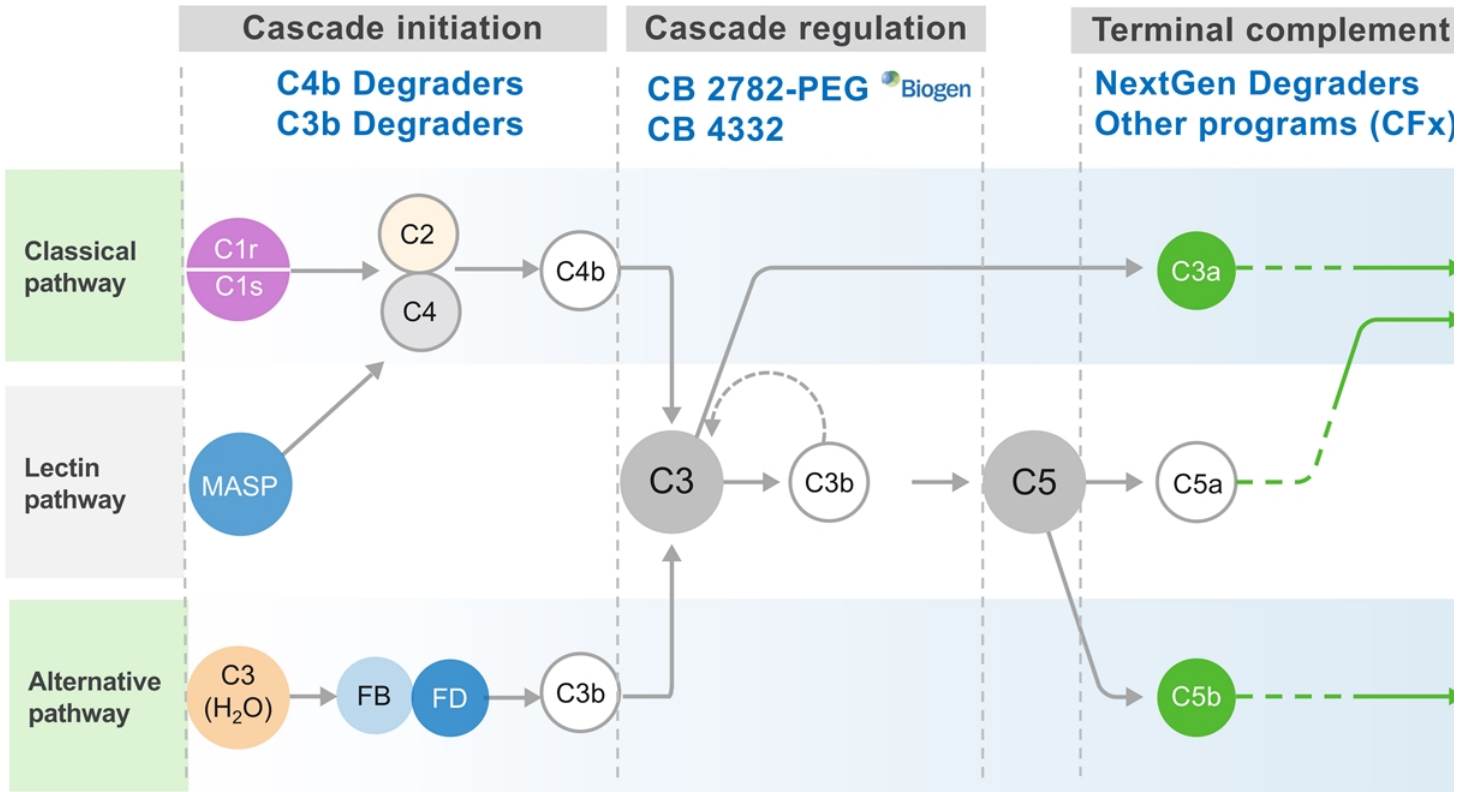 Cascade initiation
Cascade regulation
Terminal complement
C4b Degraders
C3b Degraders
CB 2782-PEG Biogen
CB 4332
NextGen Degraders
Other programs (CFx)
Classical
pathway
C1r
C1s
C2
C4
C4b
C3a
Lectin
pathway
MASP
C3
C3b
C5
C5a
Alternative
pathway
C3
(H₂O)
FB
FD
C3b
C5b